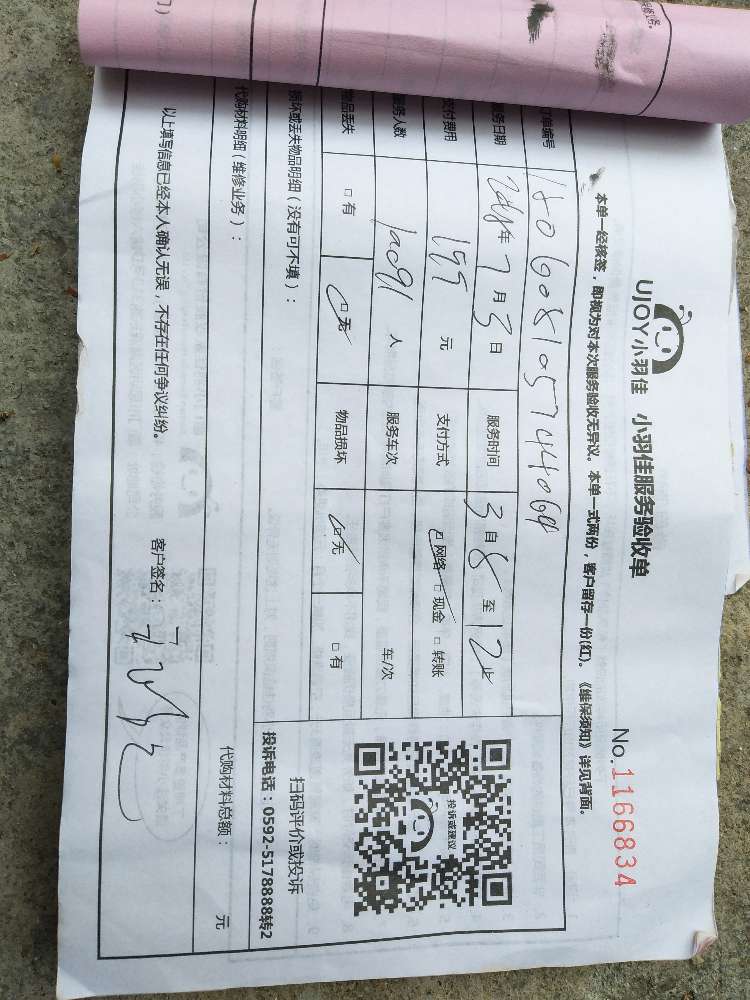 UJOY小羽佳 小羽佳服务验收单
No.1166834
本单一经核签，即视为对本次服务验收无异议。本单一式两份，客户留存一份(红)。《维保须知》详见背面。
订单编号
服务日期 年 7月3日 服务时间 3自8至12止
支付费用 元 支付方式 ☑网络 □现金 □转账
服务人数 人 服务车次 车/次
物品丢失 □有 ☑无 物品损坏 ☑无 □有
投诉或建议
损坏或丢失物品明细（没有可不填）：
扫码评价或投诉
投诉电话：0592-5178888转2
代购材料明细（维修业务）：
代购材料总额： 元
以上填写信息已经本人确认无误，不存在任何争议纠纷。
客户签名：